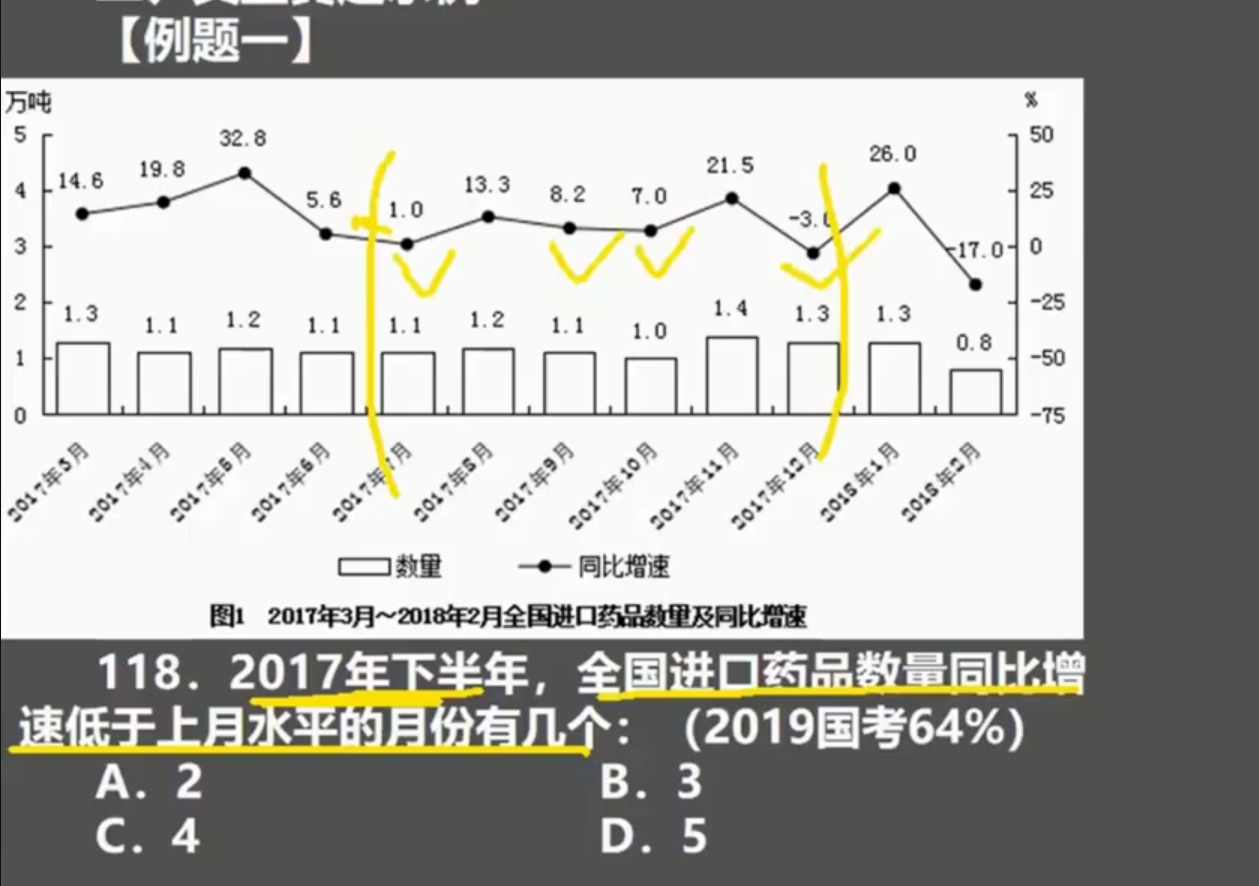 【例题一】
万吨 %
5 50
32.8
14.6 19.8 5.6 1.0 13.3 8.2 7.0 21.5 -3.0 26.0 -17.0
4 25
3 0
2 -25
1.3 1.1 1.2 1.1 1.1 1.2 1.1 1.0 1.4 1.3 1.3 0.8
1 -50
0 -75
2017年3月 2017年4月 2017年5月 2017年6月 2017年7月 2017年8月 2017年9月 2017年10月 2017年11月 2017年12月 2018年1月 2018年2月
数量 同比增速
图1 2017年3月～2018年2月全国进口药品数量及同比增速
118．2017年下半年，全国进口药品数量同比增
速低于上月水平的月份有几个：（2019国考64%）
A．2 B．3
C．4 D．5